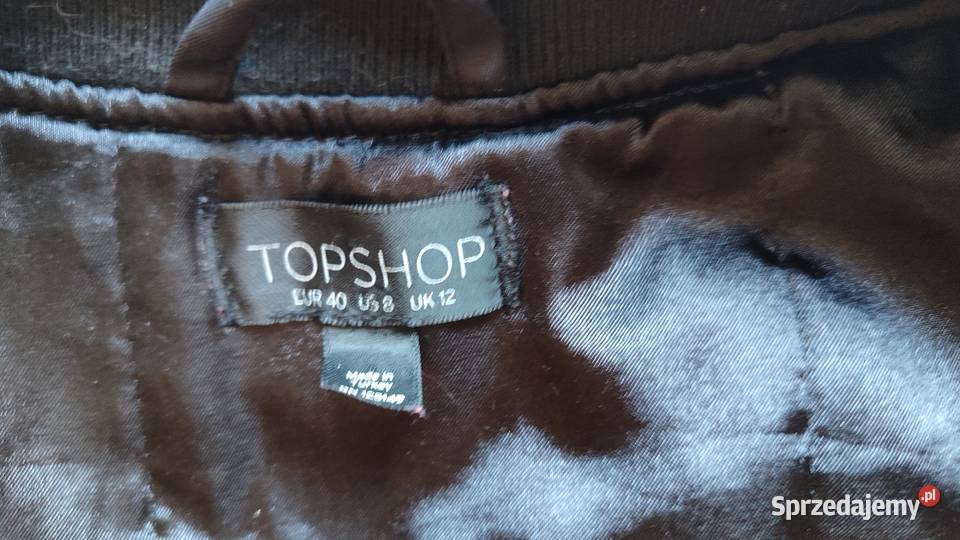 TOPSHOP
EUR 40 US 8 UK 12
Made in
Turkey
Sprzedajemy.pl